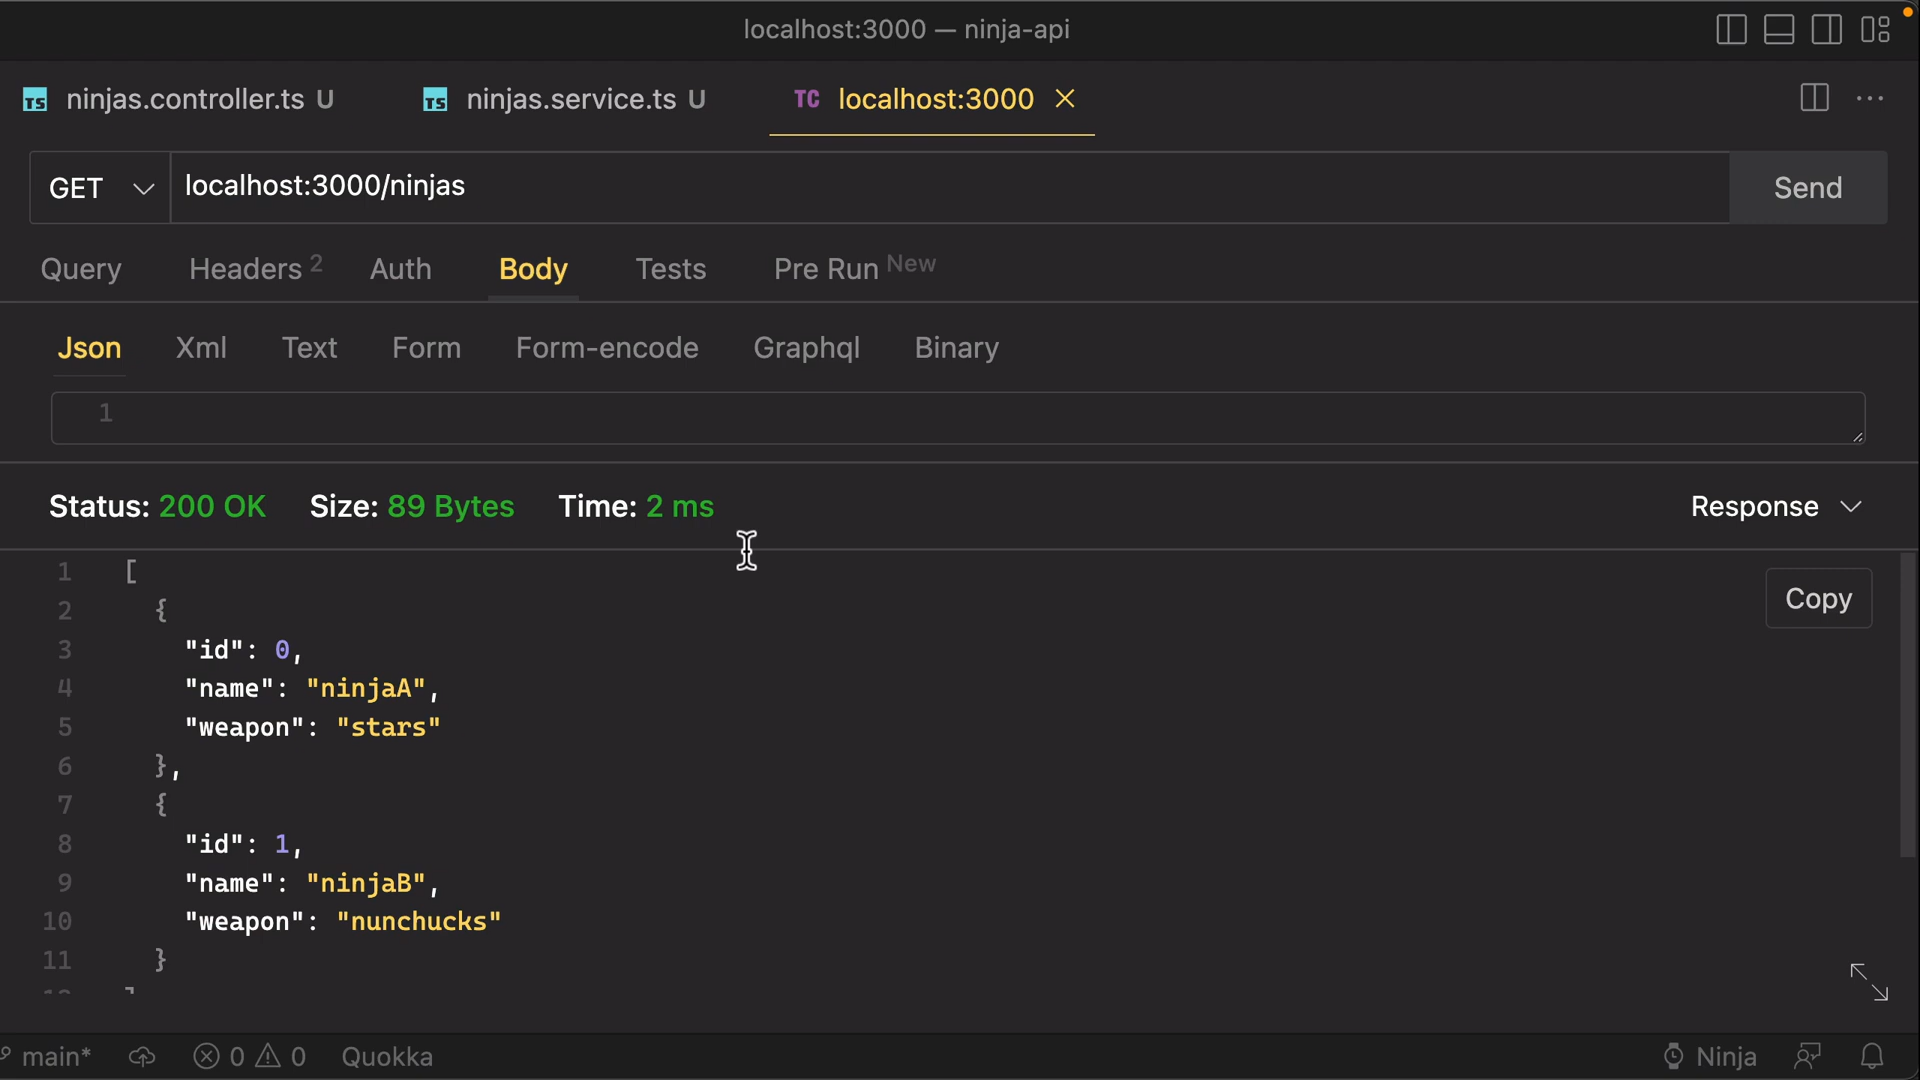 localhost:3000 — ninja-api
TS ninjas.controller.ts U TS ninjas.service.ts U TC localhost:3000
GET localhost:3000/ninjas Send
Query Headers 2 Auth Body Tests Pre Run New
Json Xml Text Form Form-encode Graphql Binary
1
Status: 200 OK Size: 89 Bytes Time: 2 ms Response
1 [
Copy
2 {
3 "id": 0,
4 "name": "ninjaA",
5 "weapon": "stars"
6 },
7 {
8 "id": 1,
9 "name": "ninjaB",
10 "weapon": "nunchucks"
11 }
main* 0 0 Quokka Ninja